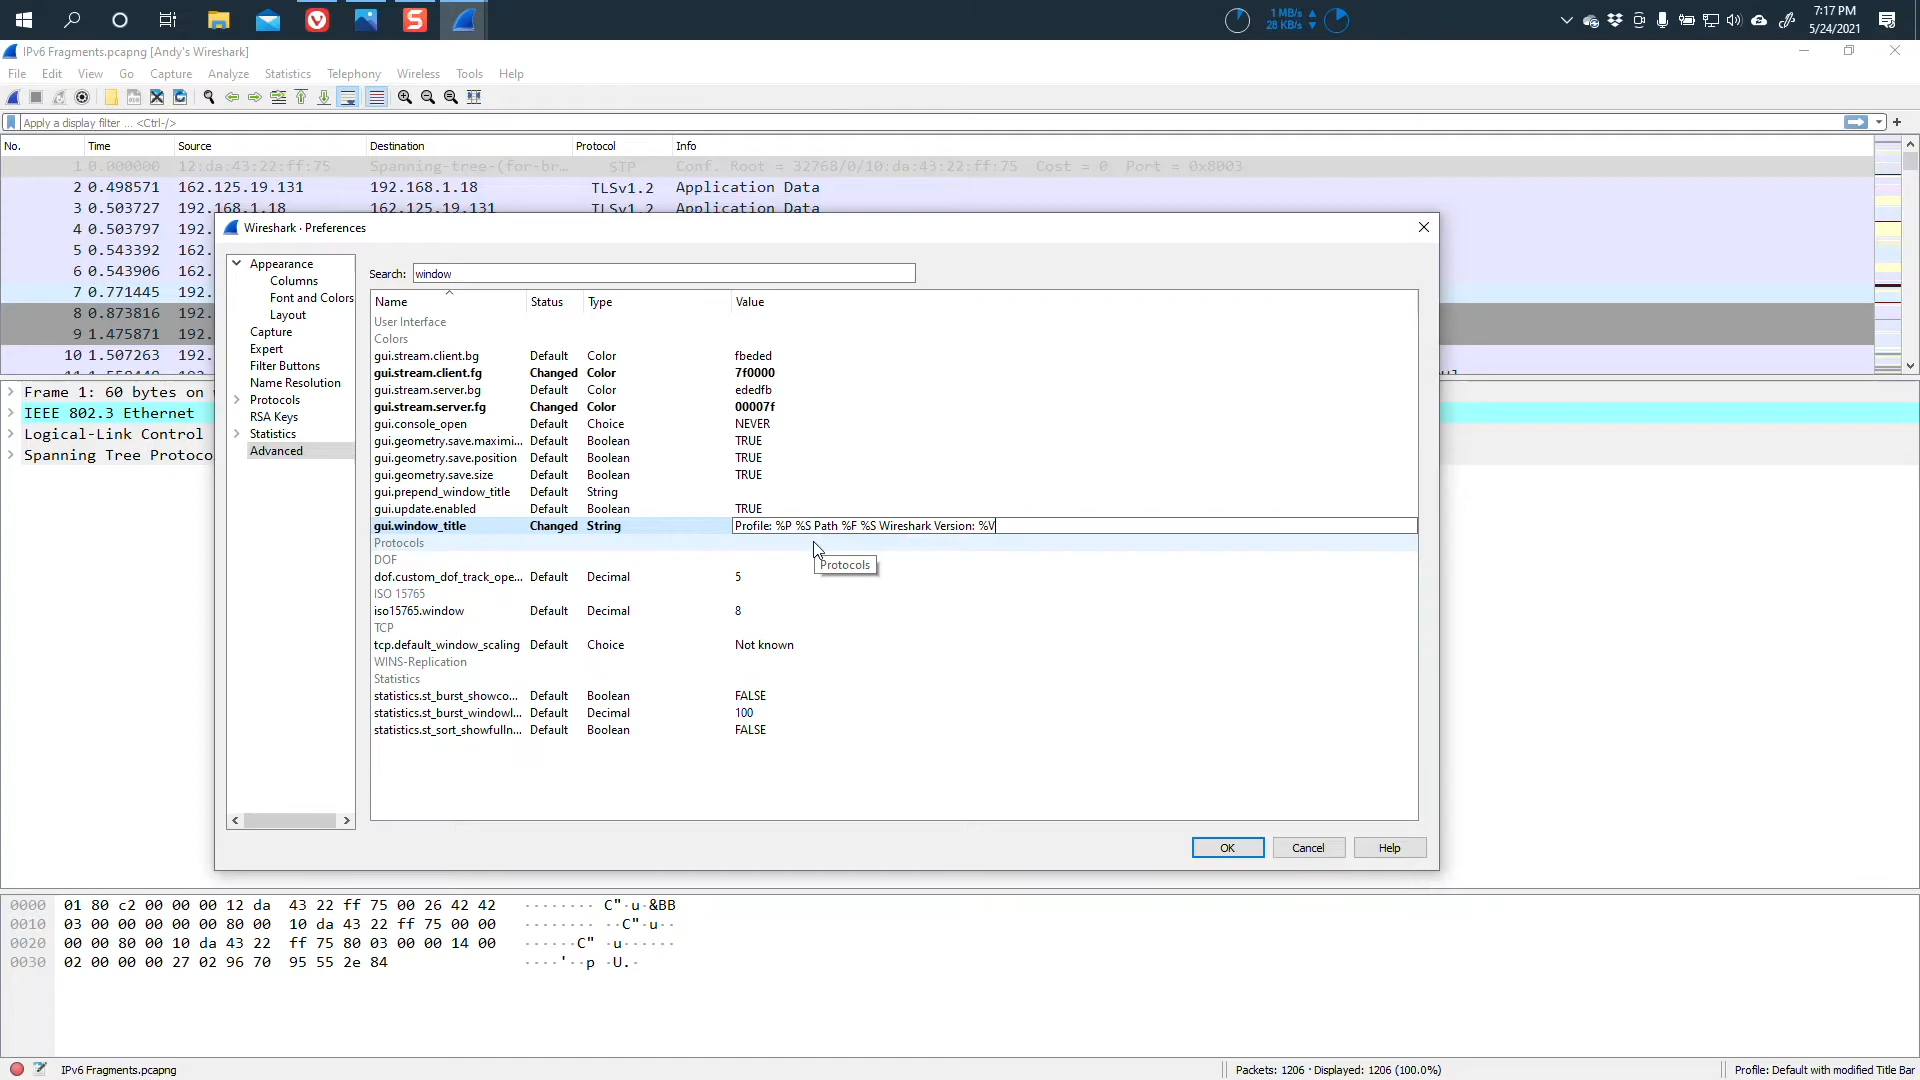 1 MB/s
28 KB/s
7:17 PM
5/24/2021
IPv6 Fragments.pcapng [Andy's Wireshark]
File Edit View Go Capture Analyze Statistics Telephony Wireless Tools Help
Apply a display filter ... <Ctrl-/>
No. Time Source Destination Protocol Info
1 0.000000 12:da:43:22:ff:75 Spanning-tree-(for-br… STP Conf. Root = 32768/0/10:da:43:22:ff:75 Cost = 0 Port = 0x8003
2 0.498571 162.125.19.131 192.168.1.18 TLSv1.2 Application Data
3 0.503727 192.168.1.18 162.125.19.131 TLSv1.2 Application Data
4 0.503797 192.
5 0.543392 162.
6 0.543906 162.
7 0.771445 192.
8 0.873816 192.
9 1.475871 192.
10 1.507263 192.
Frame 1: 60 bytes on
IEEE 802.3 Ethernet
Logical-Link Control
Spanning Tree Protoco
Wireshark · Preferences
Appearance
Columns
Font and Colors
Layout
Capture
Expert
Filter Buttons
Name Resolution
Protocols
RSA Keys
Statistics
Advanced
Search: window
Name Status Type Value
User Interface
Colors
gui.stream.client.bg Default Color fbeded
gui.stream.client.fg Changed Color 7f0000
gui.stream.server.bg Default Color ededfb
gui.stream.server.fg Changed Color 00007f
gui.console_open Default Choice NEVER
gui.geometry.save.maximi... Default Boolean TRUE
gui.geometry.save.position Default Boolean TRUE
gui.geometry.save.size Default Boolean TRUE
gui.prepend_window_title Default String
gui.update.enabled Default Boolean TRUE
gui.window_title Changed String Profile: %P %S Path %F %S Wireshark Version: %V
Protocols
Protocols
DOF
dof.custom_dof_track_ope... Default Decimal 5
ISO 15765
iso15765.window Default Decimal 8
TCP
tcp.default_window_scaling Default Choice Not known
WINS-Replication
Statistics
statistics.st_burst_showco... Default Boolean FALSE
statistics.st_burst_windowl... Default Decimal 100
statistics.st_sort_showfulln... Default Boolean FALSE
OK Cancel Help
0000 01 80 c2 00 00 00 12 da 43 22 ff 75 00 26 42 42 ········ C"·u·&BB
0010 03 00 00 00 00 00 80 00 10 da 43 22 ff 75 00 00 ········ ··C"·u··
0020 00 00 80 00 10 da 43 22 ff 75 80 03 00 00 14 00 ······C" ·u······
0030 02 00 00 00 27 02 96 70 95 55 2e 84 ····'··p ·U.·
IPv6 Fragments.pcapng
Packets: 1206 · Displayed: 1206 (100.0%)
Profile: Default with modified Title Bar